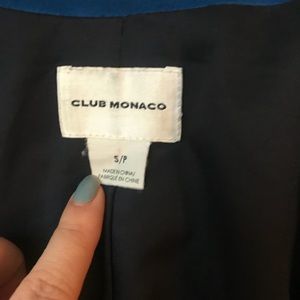 CLUB MONACO
S/P
MADE IN CHINA/
FABRIQUÉ EN CHINE